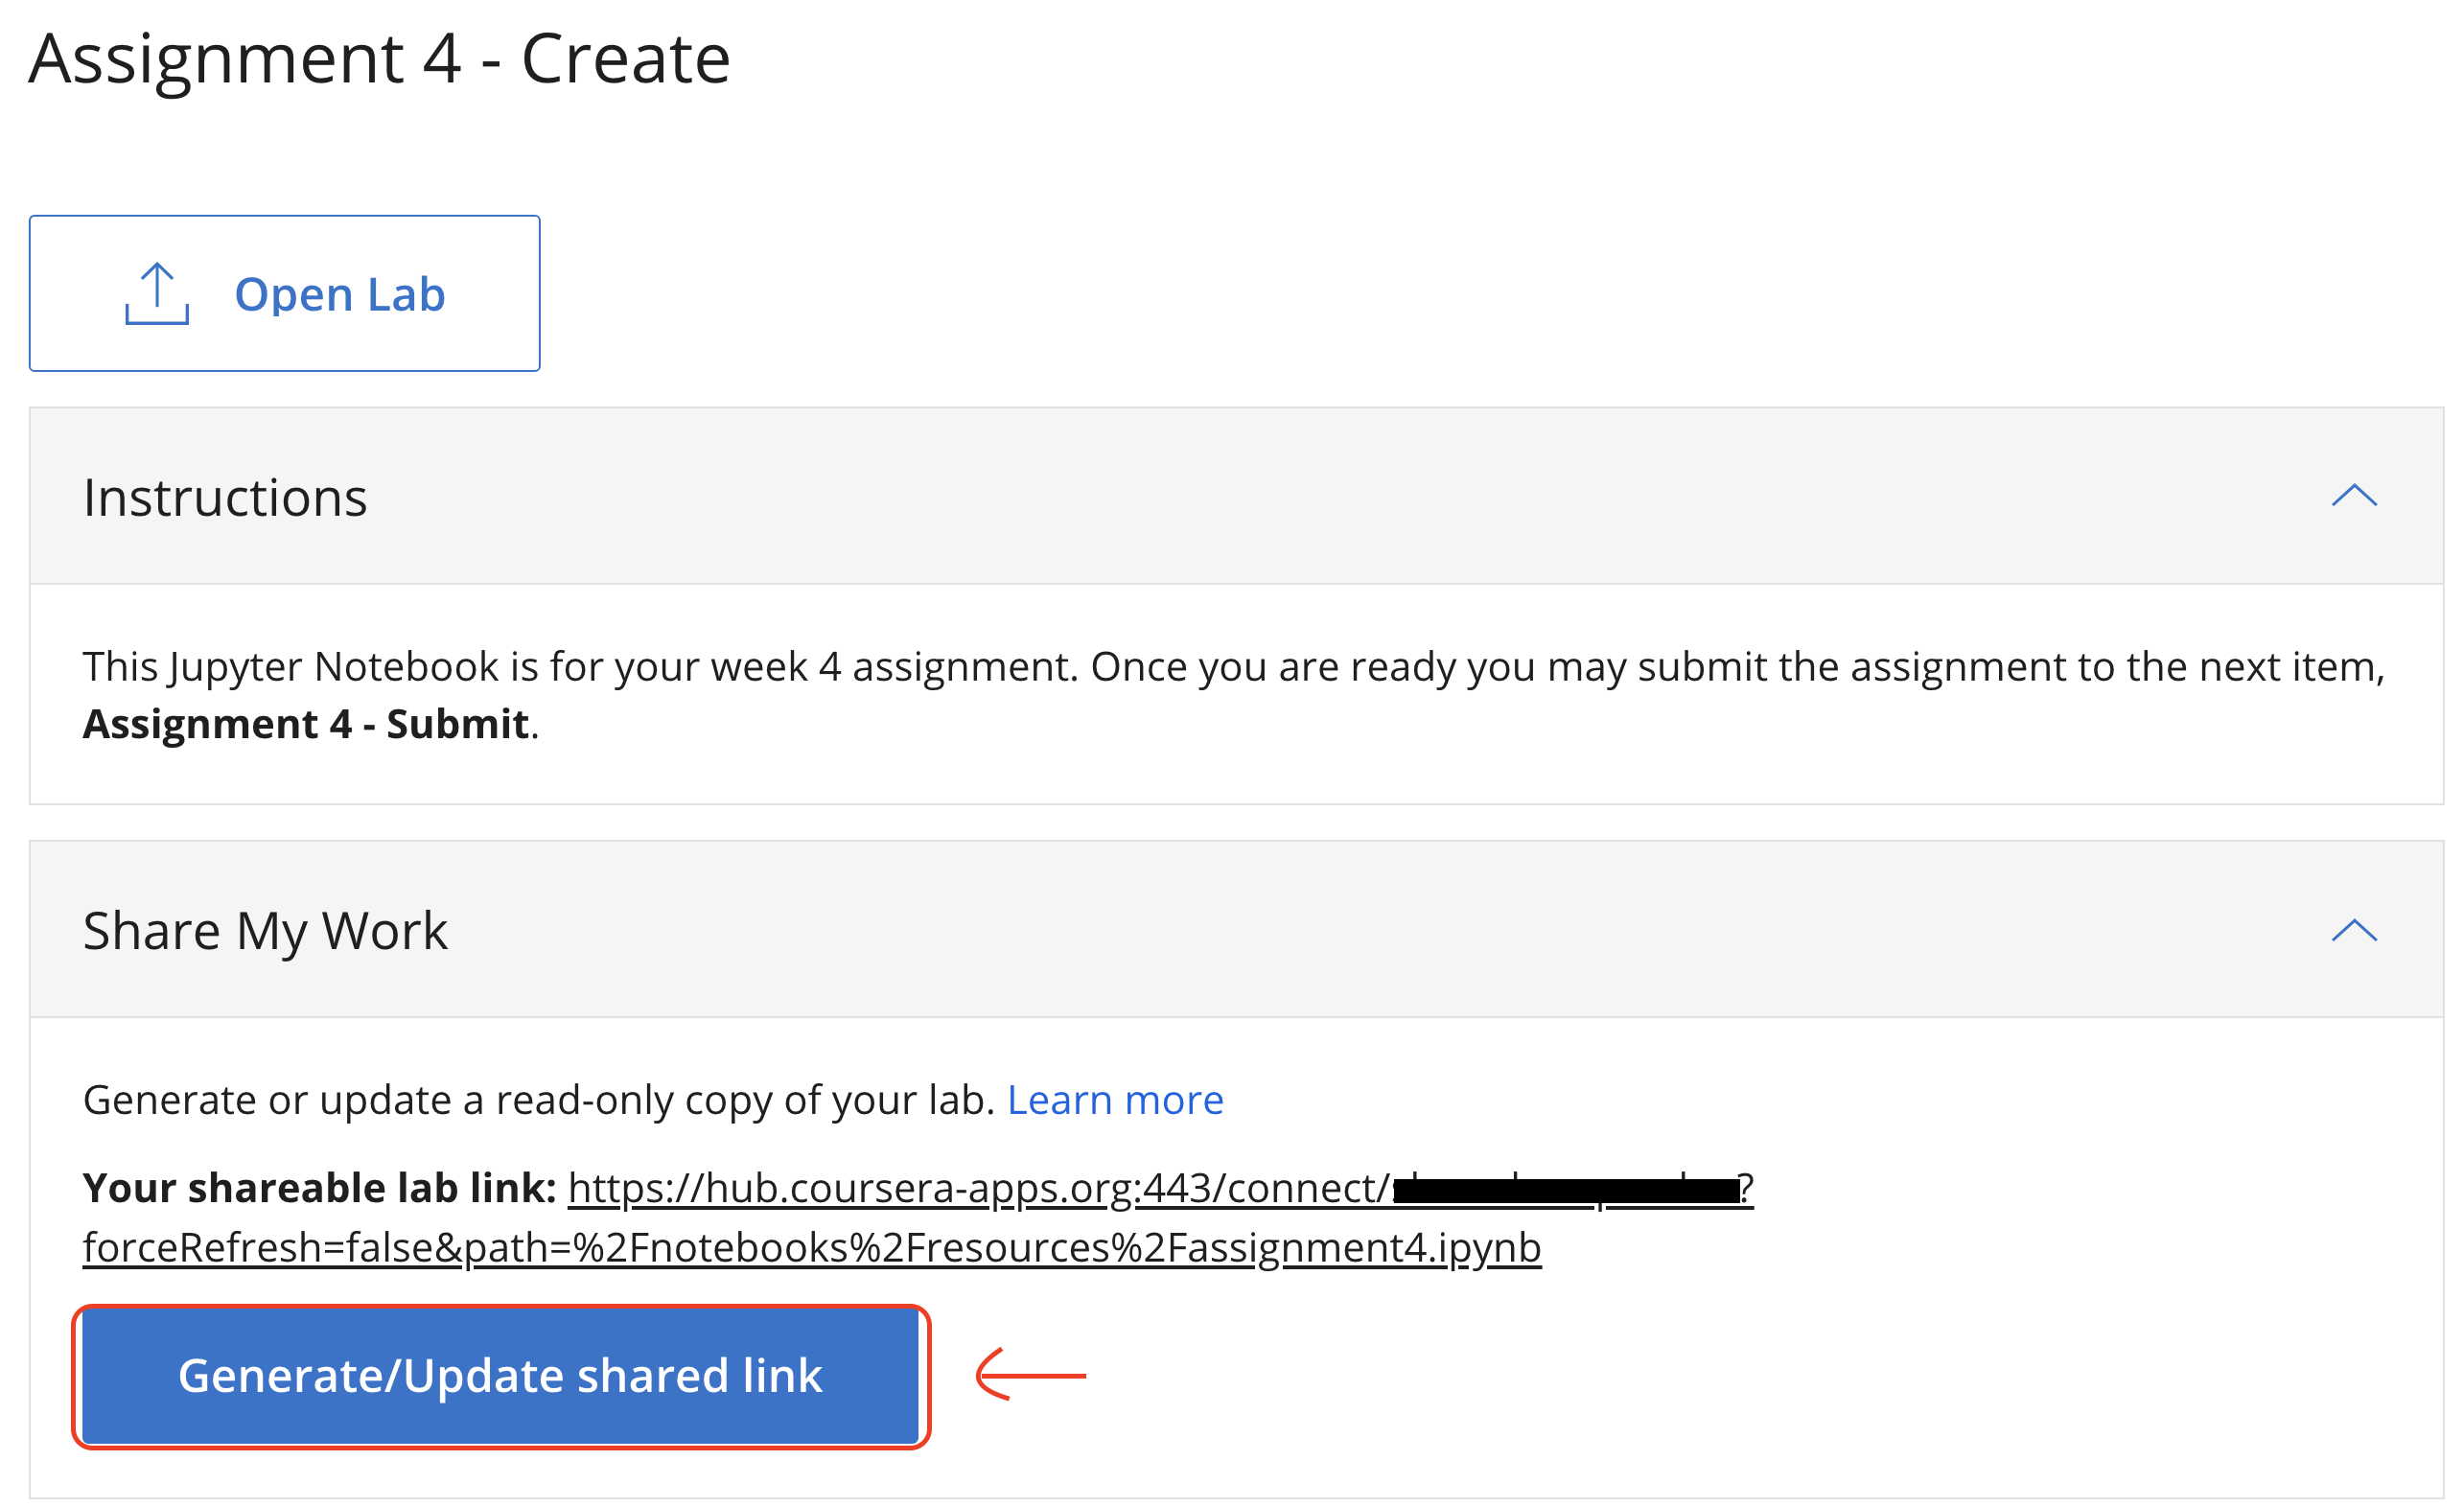 Assignment 4 - Create
Open Lab
Instructions
This Jupyter Notebook is for your week 4 assignment. Once you are ready you may submit the assignment to the next item,
Assignment 4 - Submit.
Share My Work
Generate or update a read-only copy of your lab. Learn more
Your shareable lab link: https://hub.coursera-apps.org:443/connect/ ?
forceRefresh=false&path=%2Fnotebooks%2Fresources%2Fassignment4.ipynb
Generate/Update shared link